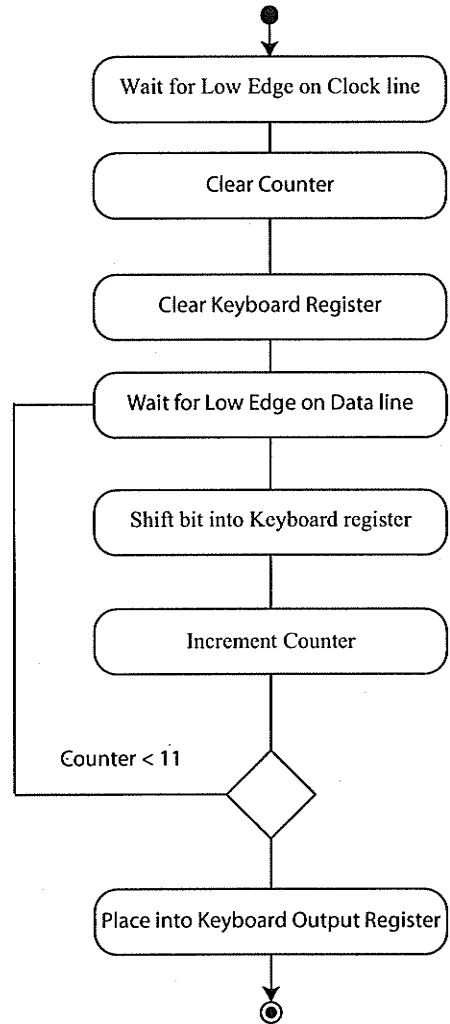 Wait for Low Edge on Clock line
Clear Counter
Clear Keyboard Register
Wait for Low Edge on Data line
Shift bit into Keyboard register
Increment Counter
Counter < 11
Place into Keyboard Output Register